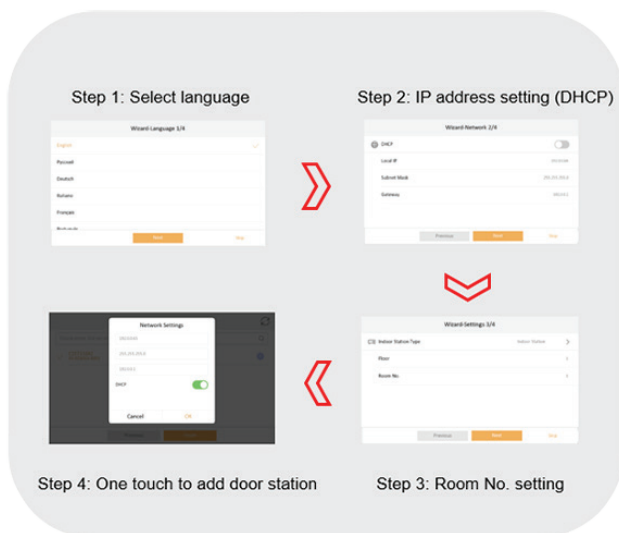 Step 1: Select language
Step 2: IP address setting (DHCP)
Wizard-Language 1/4
English
Русский
Deutsch
Italiano
Français
Next
Skip
Wizard-Network 2/4
DHCP
Local IP
Subnet Mask
Gateway
Previous
Next
Skip
Network Settings
DHCP
Cancel
OK
Wizard-Settings 3/4
Indoor Station Type
Indoor Station
Floor
Room No.
Previous
Next
Skip
Step 4: One touch to add door station
Step 3: Room No. setting